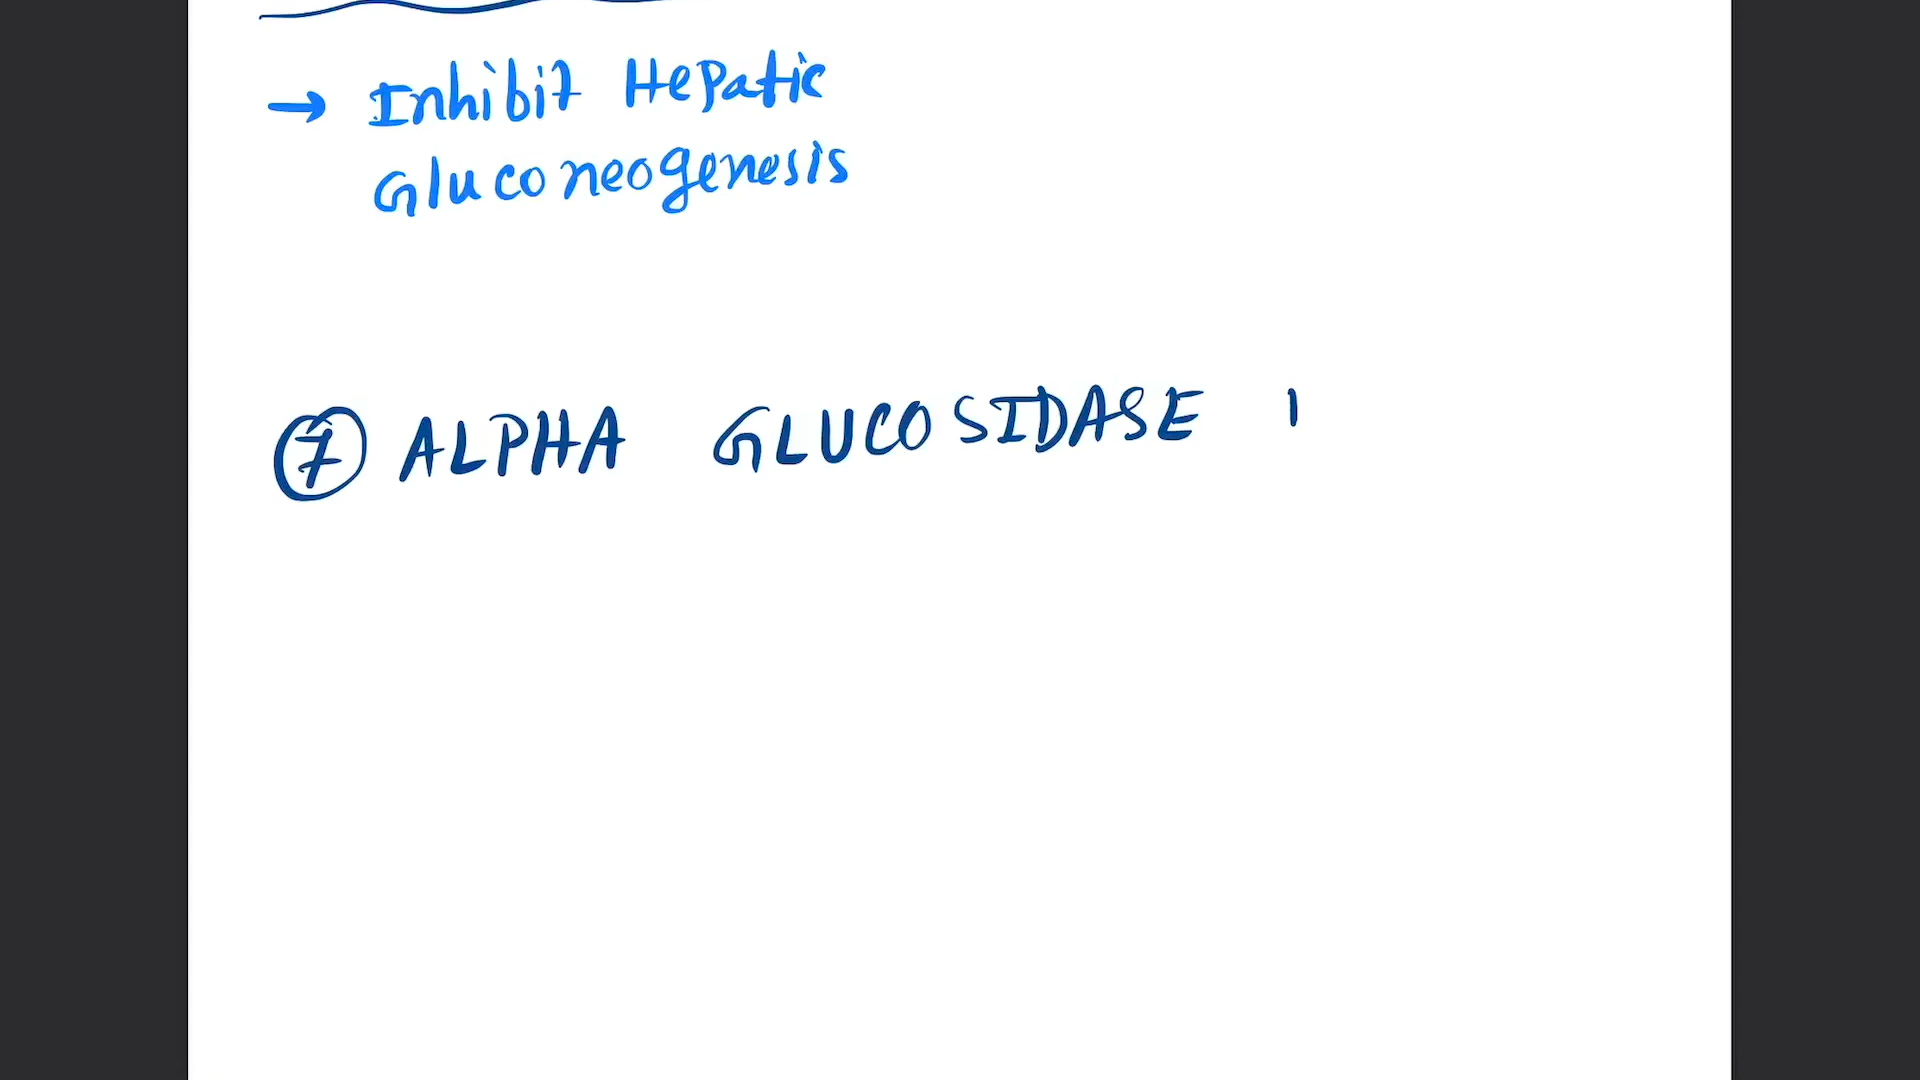 → Inhibit Hepatic
Gluconeogenesis
⑦ ALPHA GLUCOSIDASE I